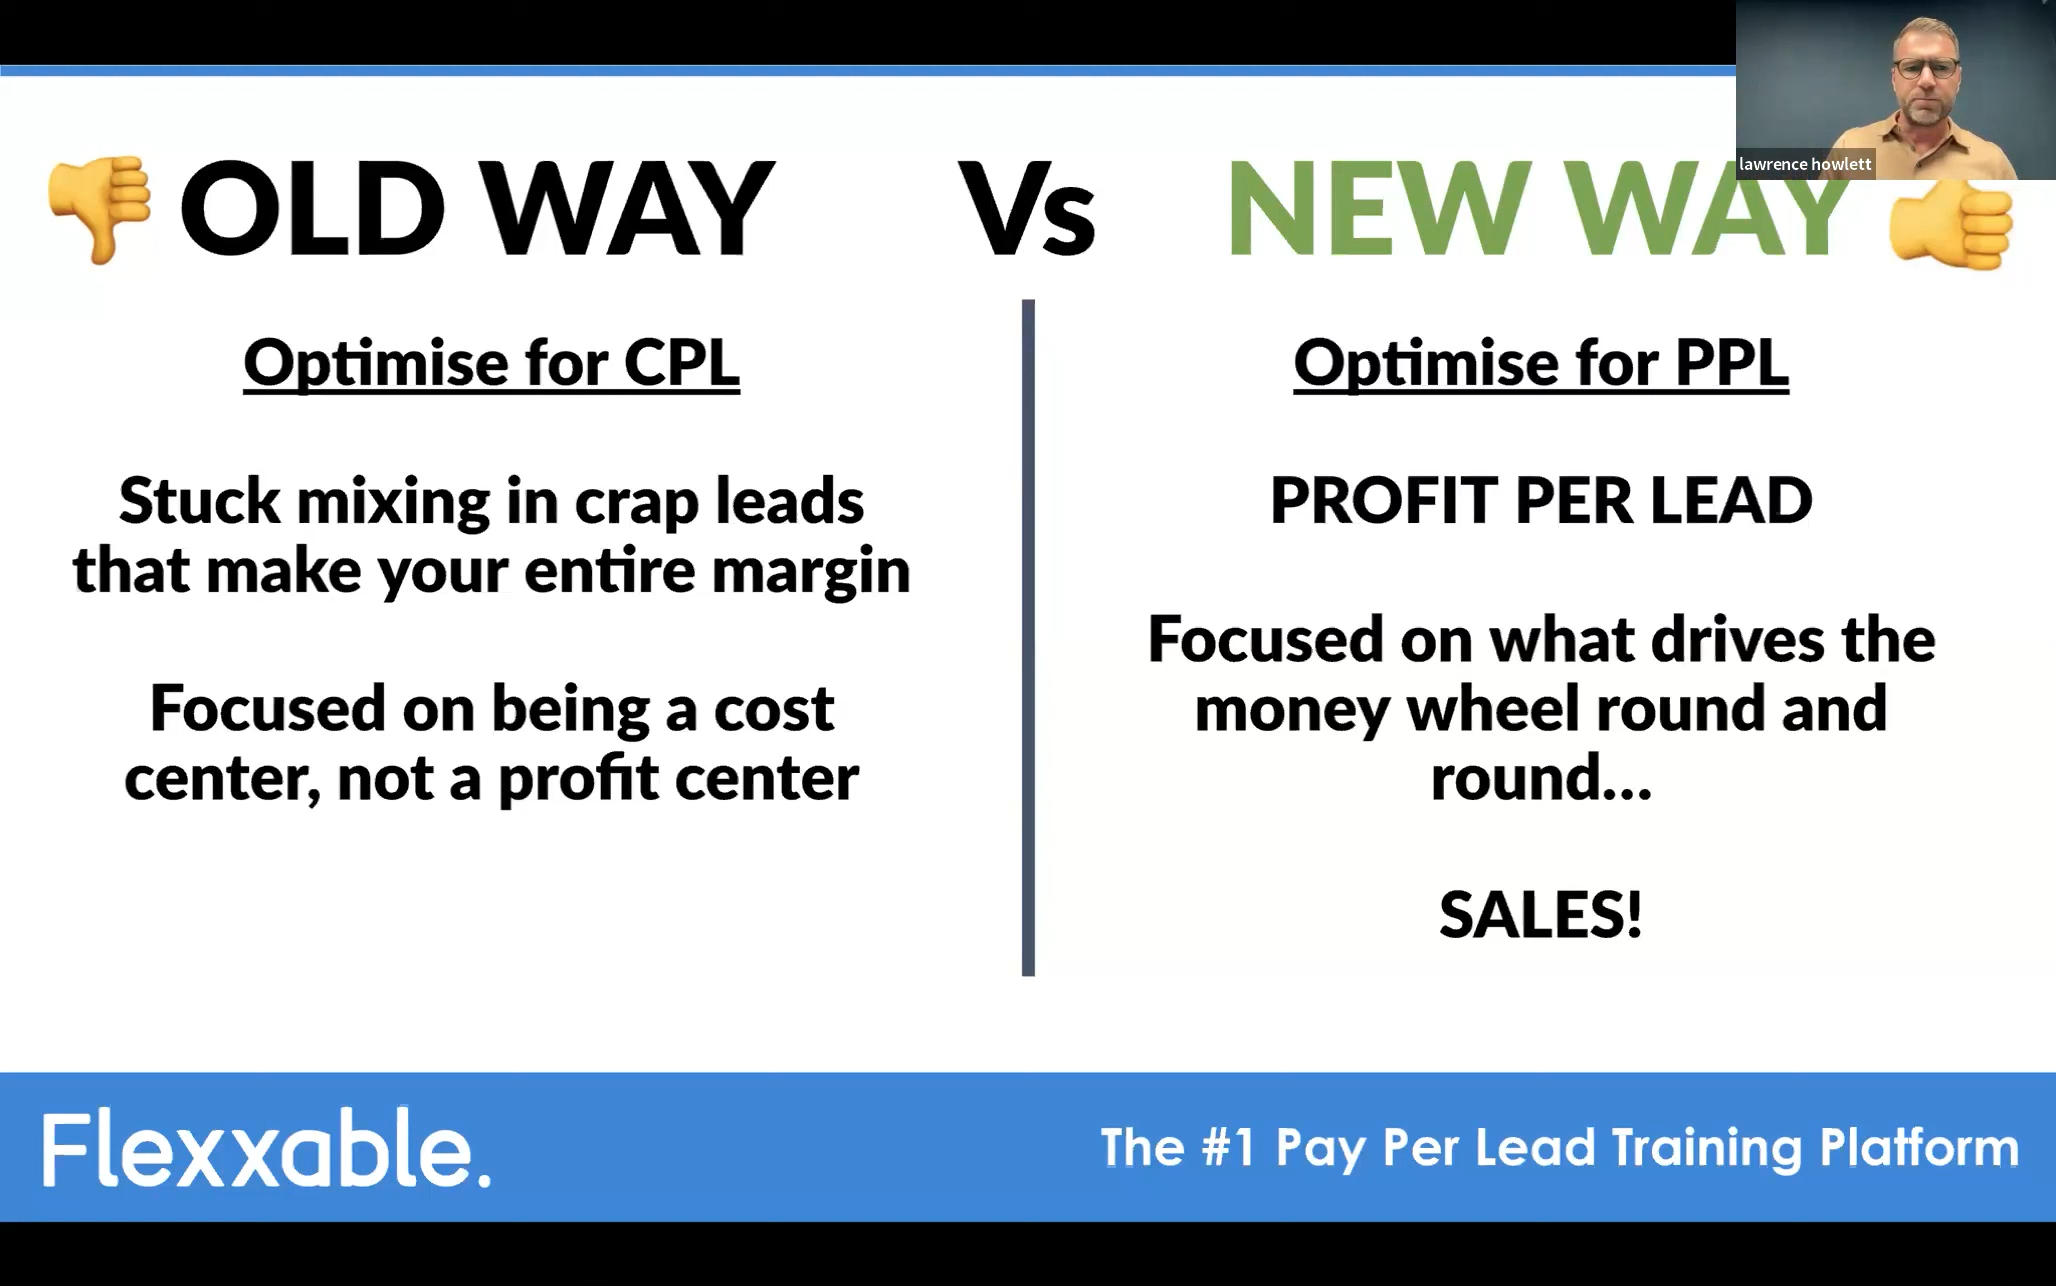 lawrence howlett
OLD WAY Vs NEW WAY
Optimise for CPL
Stuck mixing in crap leads
that make your entire margin
Focused on being a cost
center, not a profit center
Optimise for PPL
PROFIT PER LEAD
Focused on what drives the
money wheel round and
round...
SALES!
Flexxable.
The #1 Pay Per Lead Training Platform